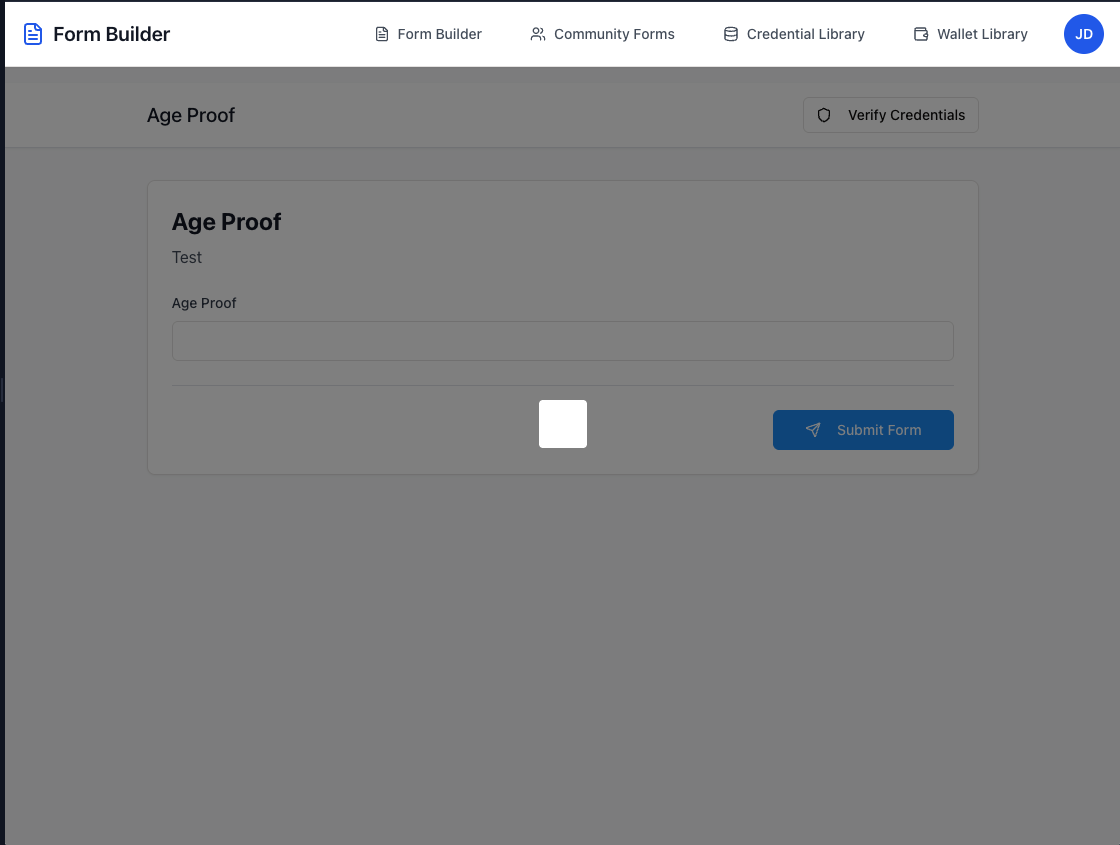 Form Builder
Form Builder
Community Forms
Credential Library
Wallet Library
JD
Age Proof
Verify Credentials
Age Proof
Test
Age Proof
Submit Form